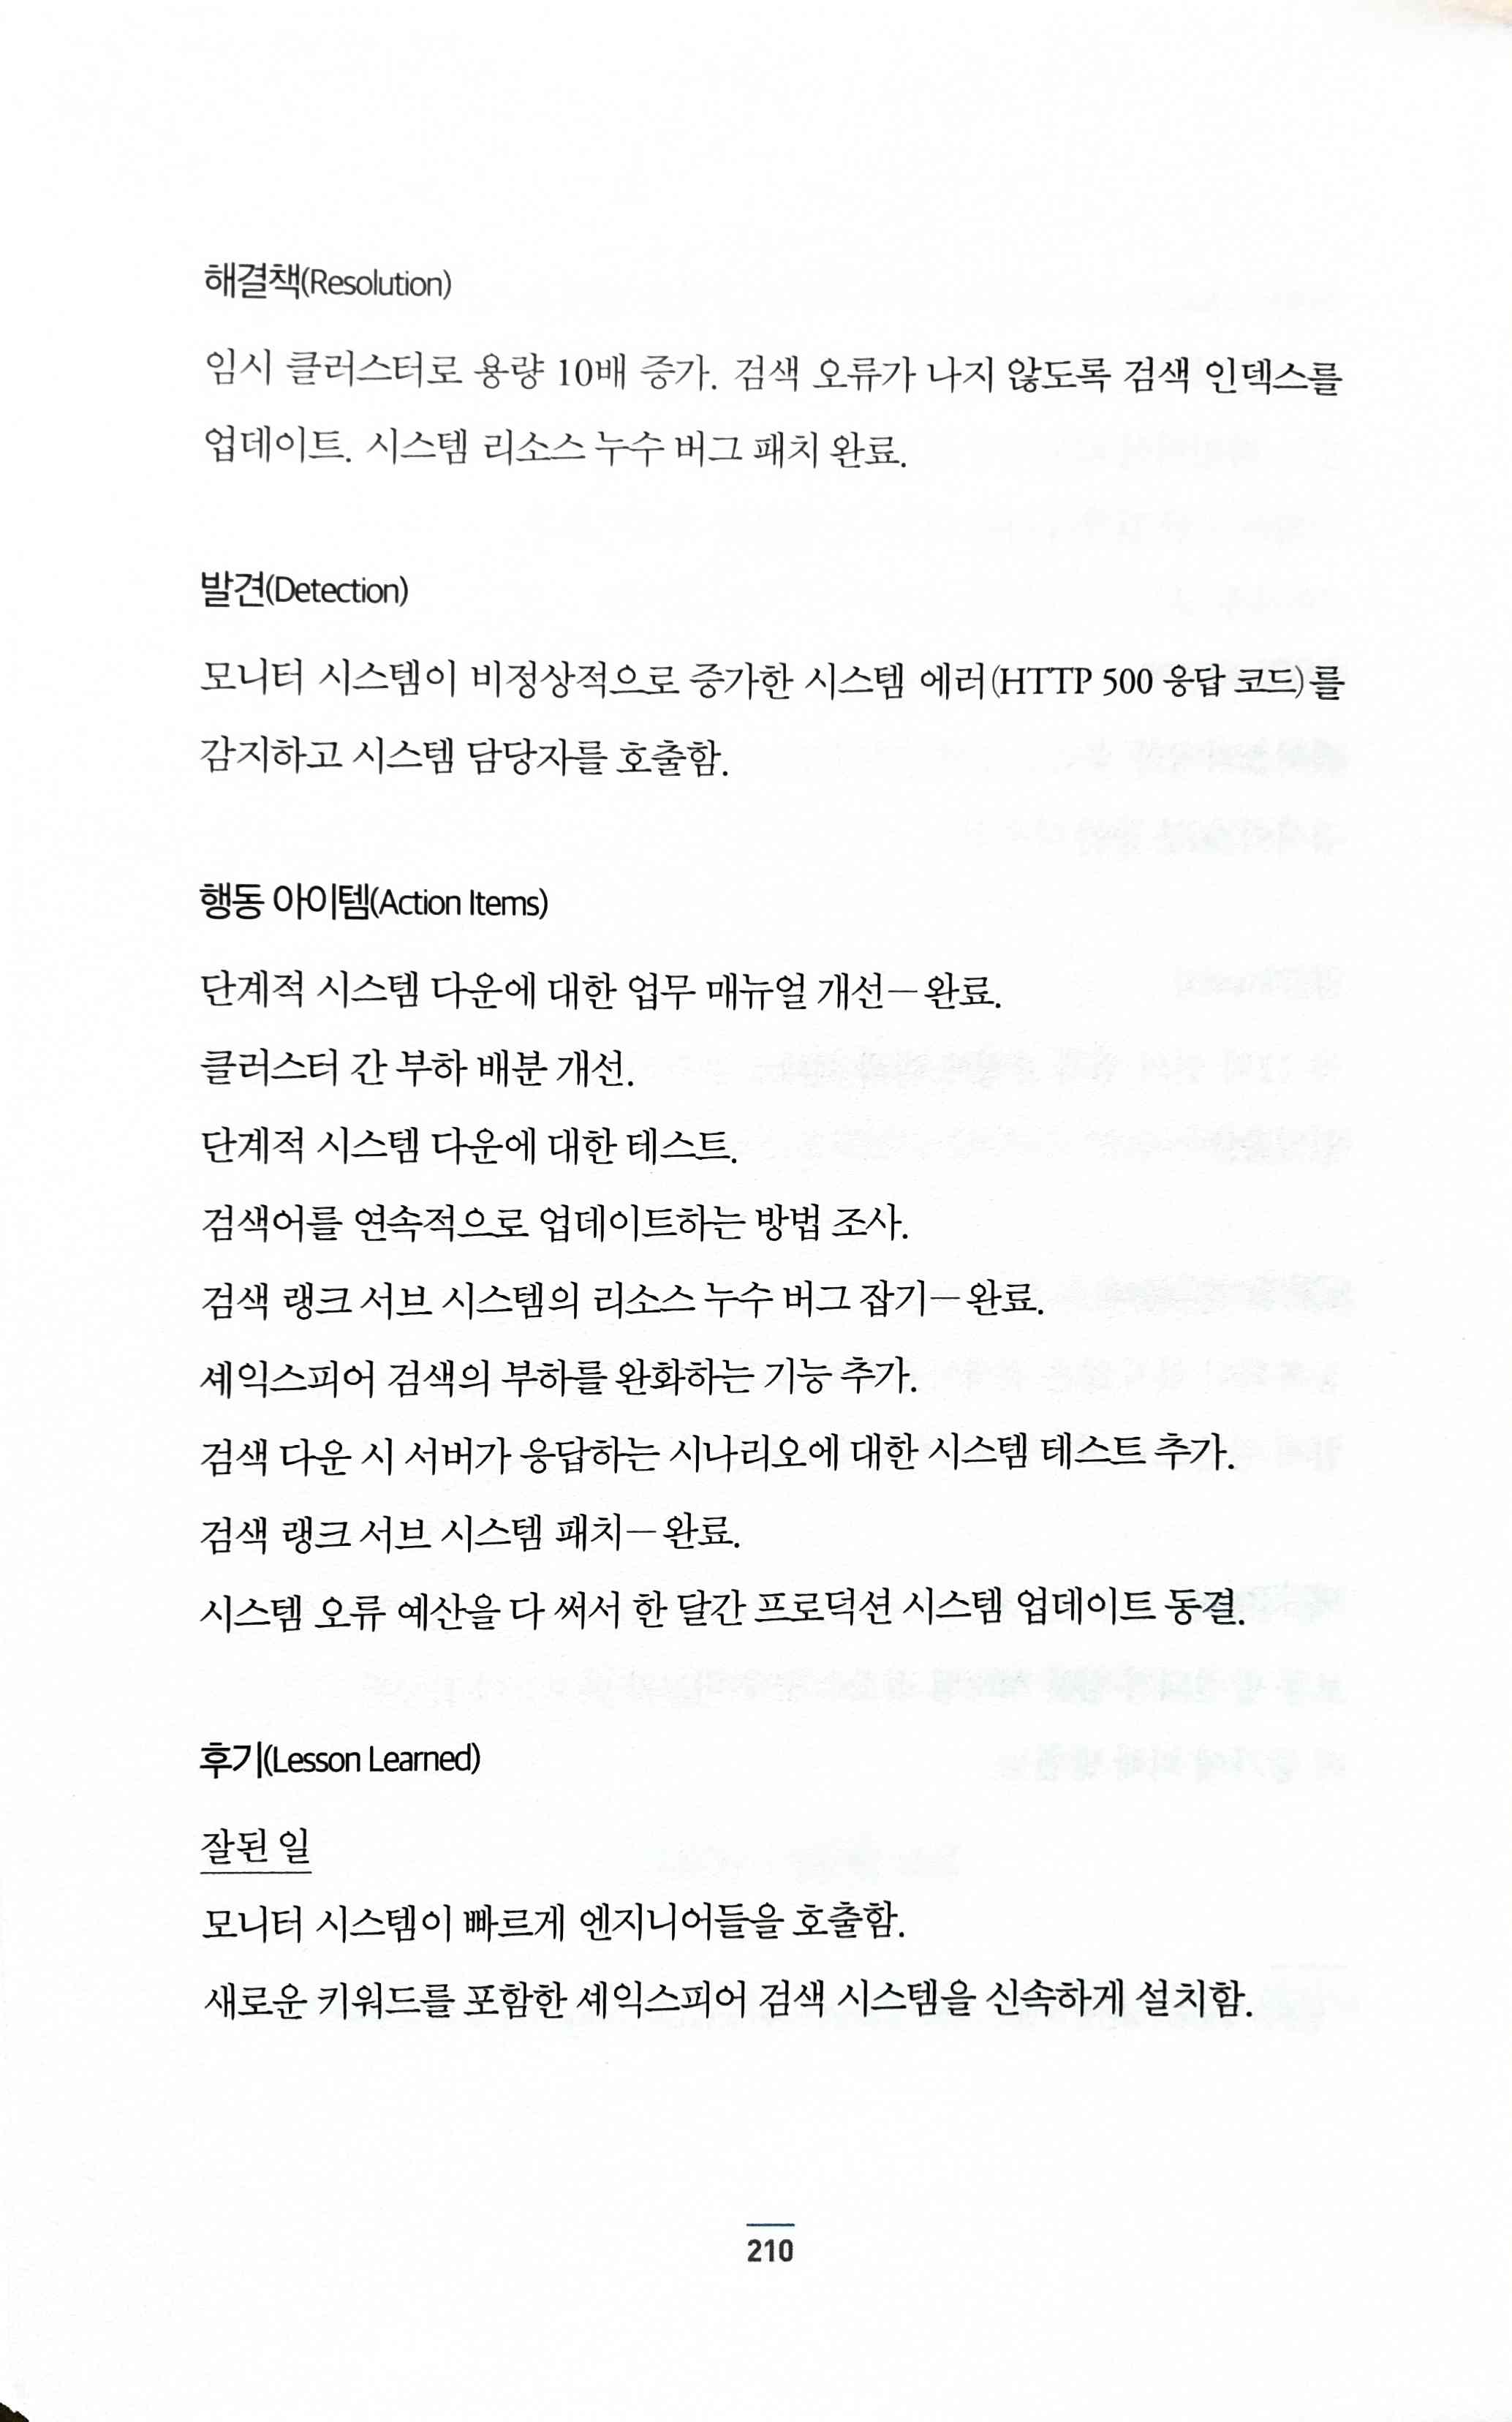 해결책(Resolution)
임시 클러스터로 용량 10배 증가. 검색 오류가 나지 않도록 검색 인덱스를
업데이트. 시스템 리소스 누수 버그 패치 완료.
발견(Detection)
모니터 시스템이 비정상적으로 증가한 시스템 에러(HTTP 500 응답 코드)를
감지하고 시스템 담당자를 호출함.
행동 아이템(Action Items)
단계적 시스템 다운에 대한 업무 매뉴얼 개선—완료.
클러스터 간 부하 배분 개선.
단계적 시스템 다운에 대한 테스트.
검색어를 연속적으로 업데이트하는 방법 조사.
검색 랭크 서브 시스템의 리소스 누수 버그 잡기—완료.
셰익스피어 검색의 부하를 완화하는 기능 추가.
검색 다운 시 서버가 응답하는 시나리오에 대한 시스템 테스트 추가.
검색 랭크 서브 시스템 패치—완료.
시스템 오류 예산을 다 써서 한 달간 프로덕션 시스템 업데이트 동결.
후기(Lesson Learned)
잘된 일
모니터 시스템이 빠르게 엔지니어들을 호출함.
새로운 키워드를 포함한 셰익스피어 검색 시스템을 신속하게 설치함.
210